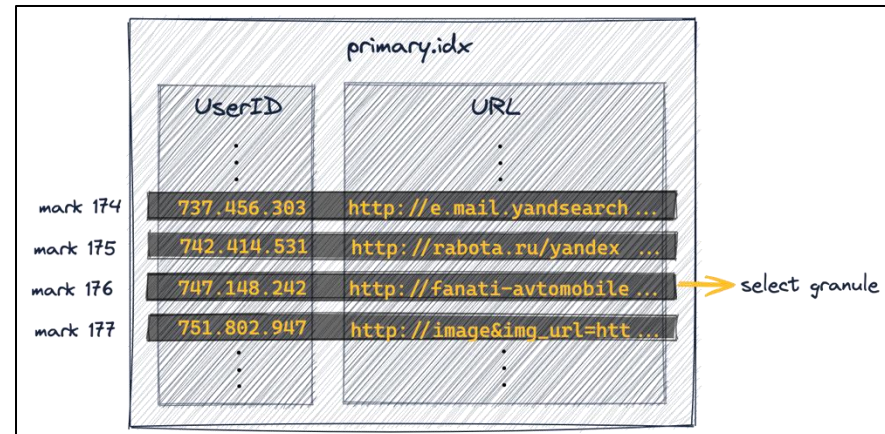 primary.idx
UserID URL
mark 174 737.456.303 http://e.mail.yandsearch ...
mark 175 742.414.531 http://rabota.ru/yandex ...
mark 176 747.148.242 http://fanati-avtomobile ... select granule
mark 177 751.802.947 http://image&img_url=htt ...